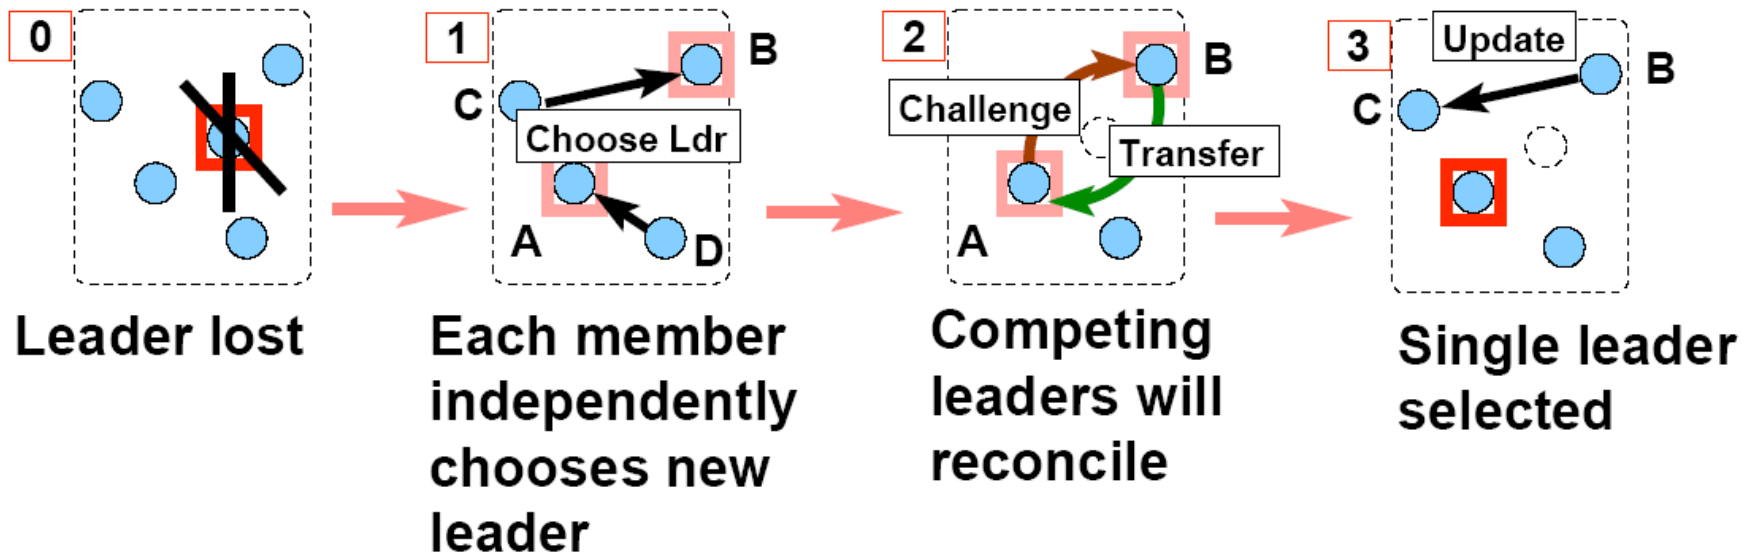 0
Leader lost
1
B
C
Choose Ldr
A
D
Each member
independently
chooses new
leader
2
B
Challenge
Transfer
A
Competing
leaders will
reconcile
3
Update
B
C
Single leader
selected